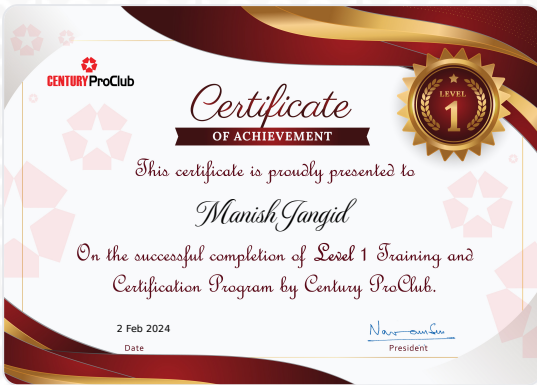 CENTURY ProClub
LEVEL
1
Certificate
OF ACHIEVEMENT
This certificate is proudly presented to
Manish Jangid
On the successful completion of Level 1 Training and
Certification Program by Century ProClub.
2 Feb 2024
Date
President